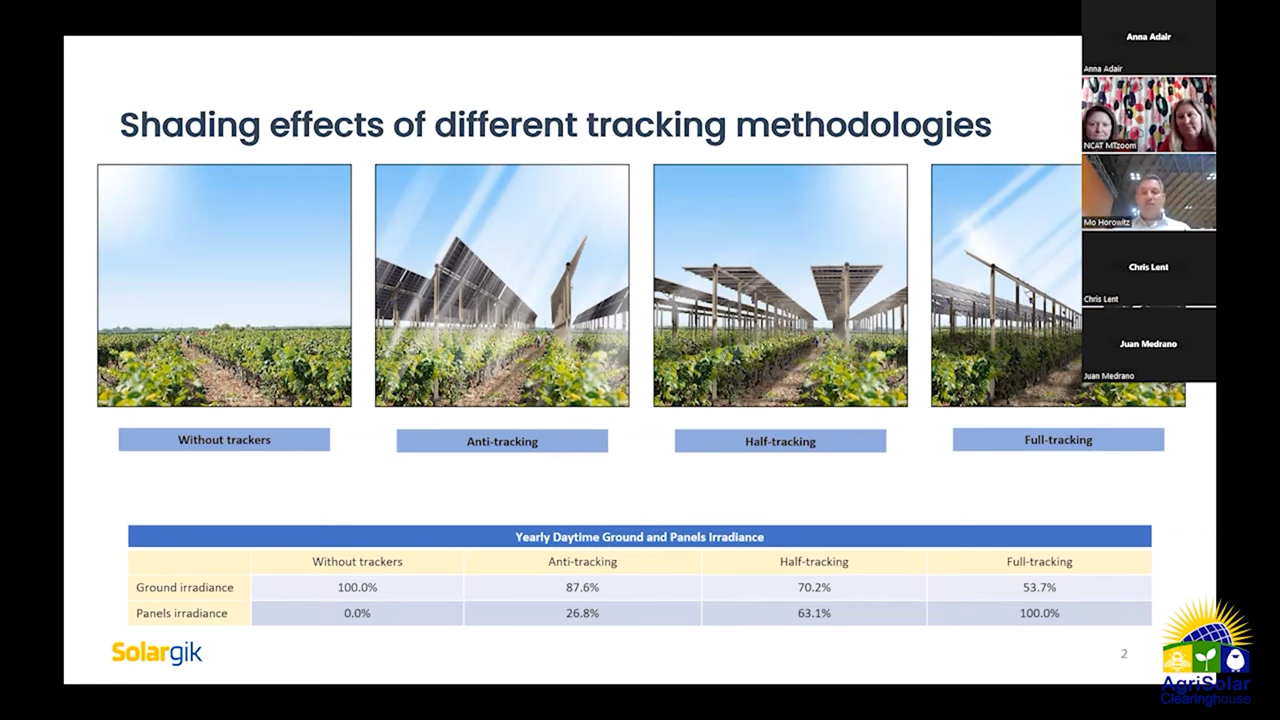 Anna Adair
Anna Adair
Shading effects of different tracking methodologies
NCAT MTzoom
Mo Horowitz
Chris Lent
Chris Lent
Juan Medrano
Juan Medrano
Without trackers
Anti-tracking
Half-tracking
Full-tracking
Yearly Daytime Ground and Panels Irradiance
Without trackers Anti-tracking Half-tracking Full-tracking
Ground irradiance 100.0% 87.6% 70.2% 53.7%
Panels irradiance 0.0% 26.8% 63.1% 100.0%
Solargik
2
AgriSolar
Clearinghouse